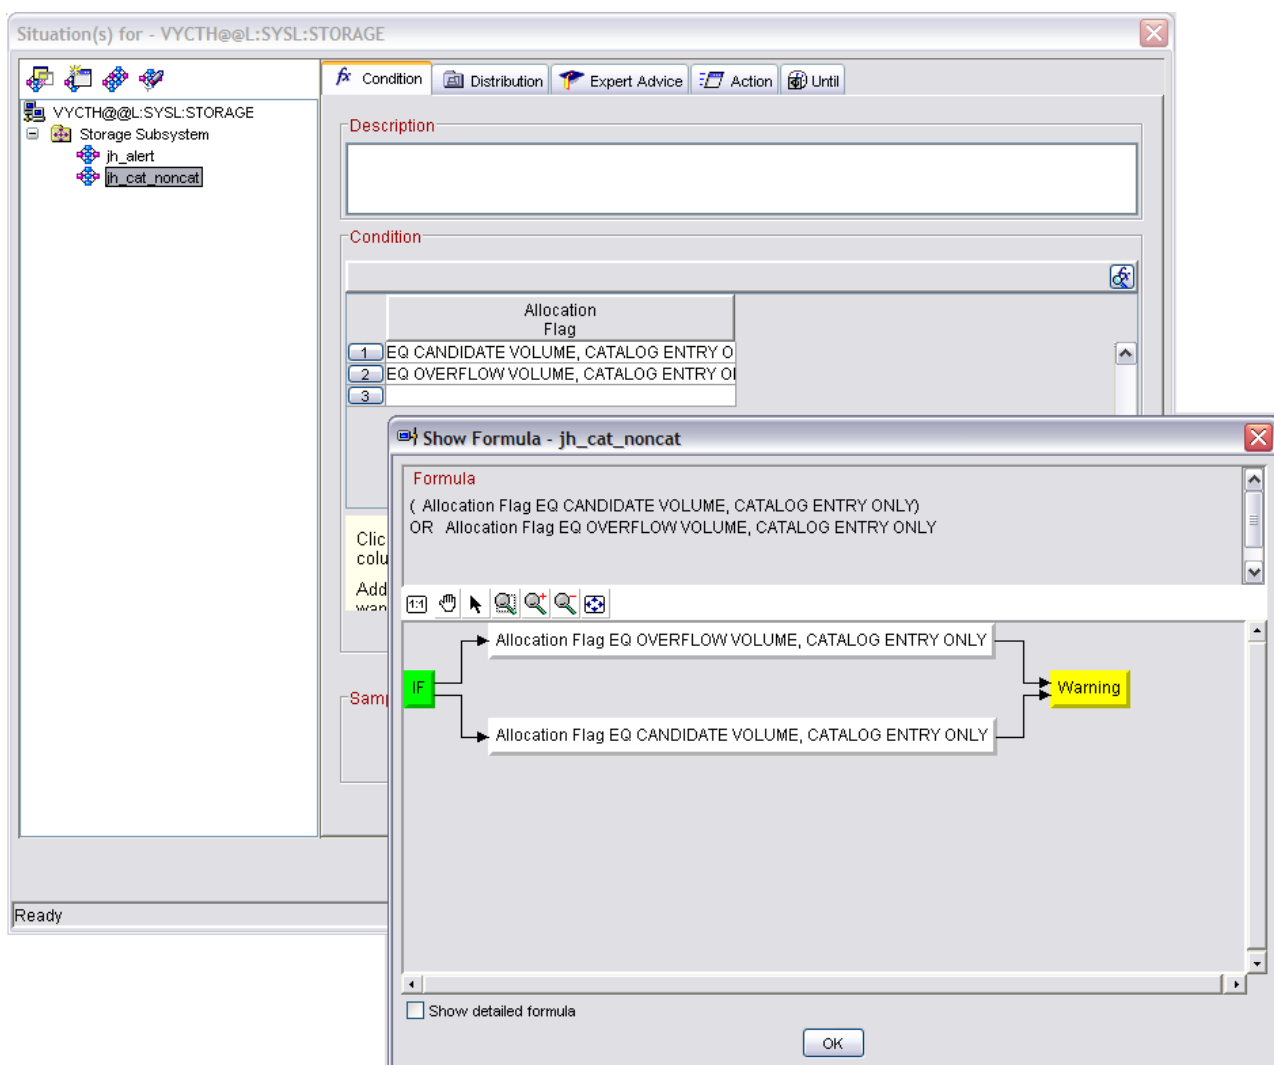 Situation(s) for - VYCTH@@L:SYSL:STORAGE
VYCTH@@L:SYSL:STORAGE
Storage Subsystem
jh_alert
jh_cat_noncat
fx Condition
Distribution
Expert Advice
Action
Until
Description
Condition
Allocation
Flag
1 EQ CANDIDATE VOLUME, CATALOG ENTRY O
2 EQ OVERFLOW VOLUME, CATALOG ENTRY O
3
Clic
colu
Add
wan
Sam
Ready
Show Formula - jh_cat_noncat
Formula
( Allocation Flag EQ CANDIDATE VOLUME, CATALOG ENTRY ONLY)
OR Allocation Flag EQ OVERFLOW VOLUME, CATALOG ENTRY ONLY
1:1
Allocation Flag EQ OVERFLOW VOLUME, CATALOG ENTRY ONLY
IF
Warning
Allocation Flag EQ CANDIDATE VOLUME, CATALOG ENTRY ONLY
Show detailed formula
OK